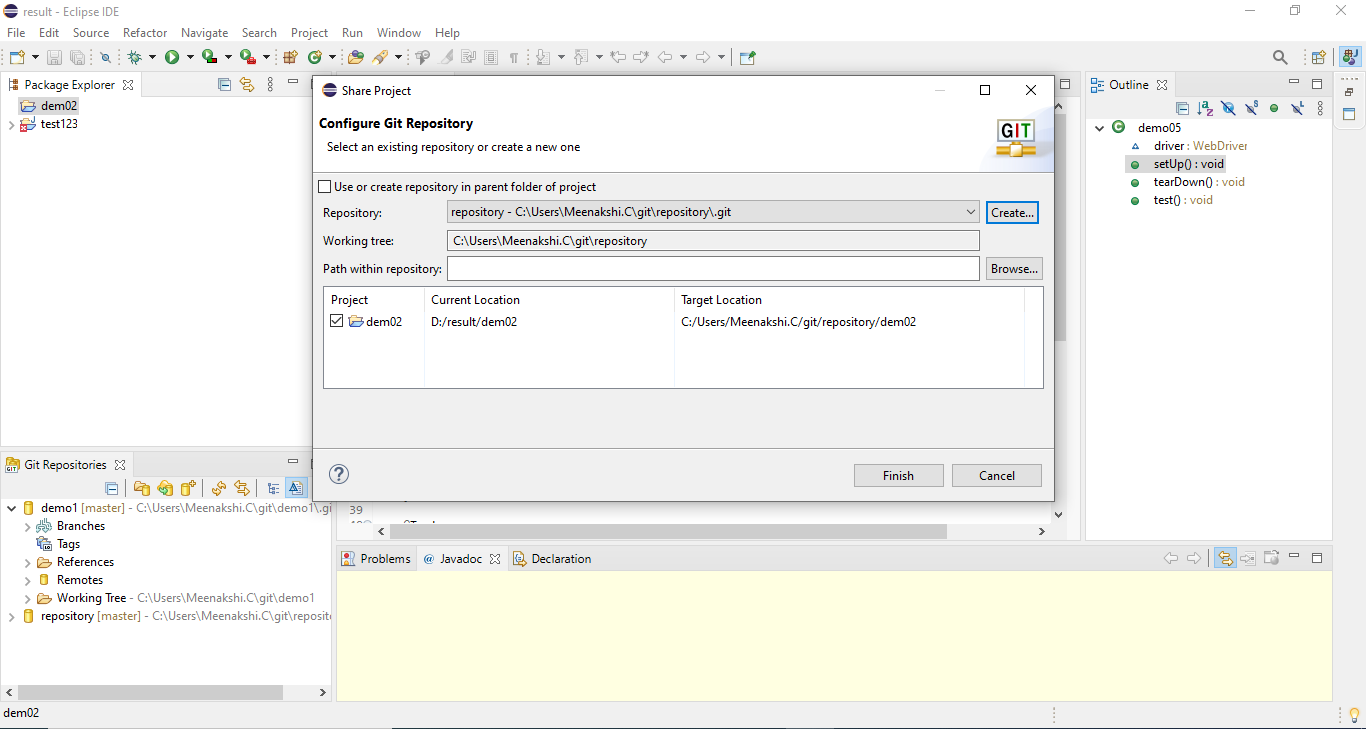 result - Eclipse IDE
File Edit Source Refactor Navigate Search Project Run Window Help
Package Explorer
dem02
test123
Share Project
Configure Git Repository
Select an existing repository or create a new one
GIT
Use or create repository in parent folder of project
Repository: repository - C:\Users\Meenakshi.C\git\repository\.git Create...
Working tree: C:\Users\Meenakshi.C\git\repository
Path within repository: Browse...
Project Current Location Target Location
dem02 D:/result/dem02 C:/Users/Meenakshi.C/git/repository/dem02
Finish Cancel
Outline
demo05
driver : WebDriver
setUp() : void
tearDown() : void
test() : void
Git Repositories
demo1 [master] - C:\Users\Meenakshi.C\git\demo1\.gi
Branches
Tags
References
Remotes
Working Tree - C:\Users\Meenakshi.C\git\demo1
repository [master] - C:\Users\Meenakshi.C\git\reposit
39
Problems @ Javadoc Declaration
dem02